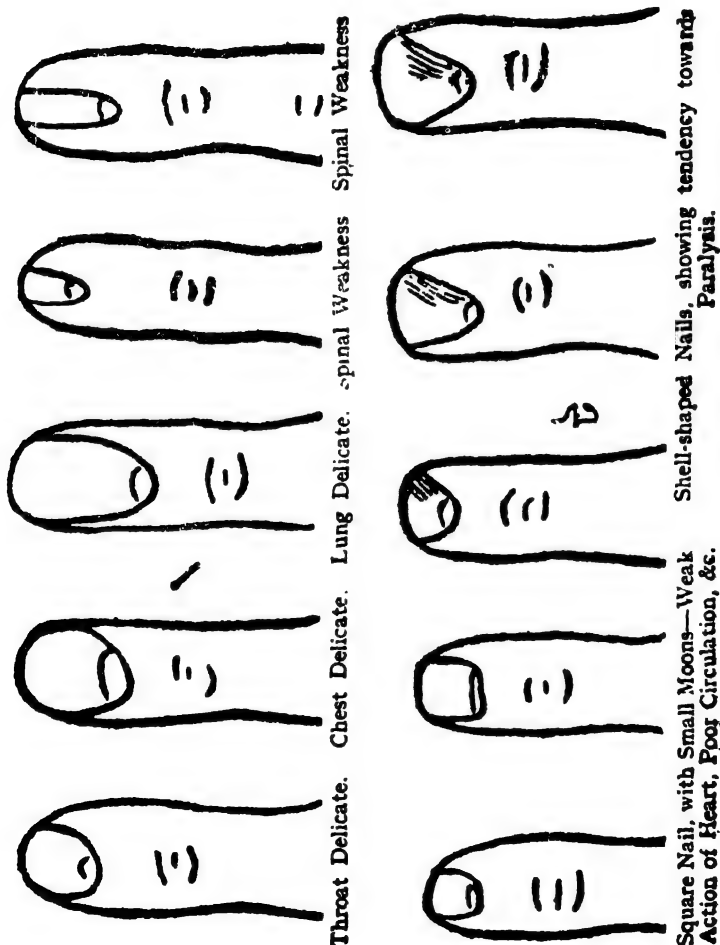 Throat Delicate.
Chest Delicate.
Lung Delicate.
Spinal Weakness
Spinal Weakness
Square Nail, with Small Moons—Weak
Action of Heart, Poor Circulation, &c.
Shell-shaped Nails, showing tendency towards
Paralysis.